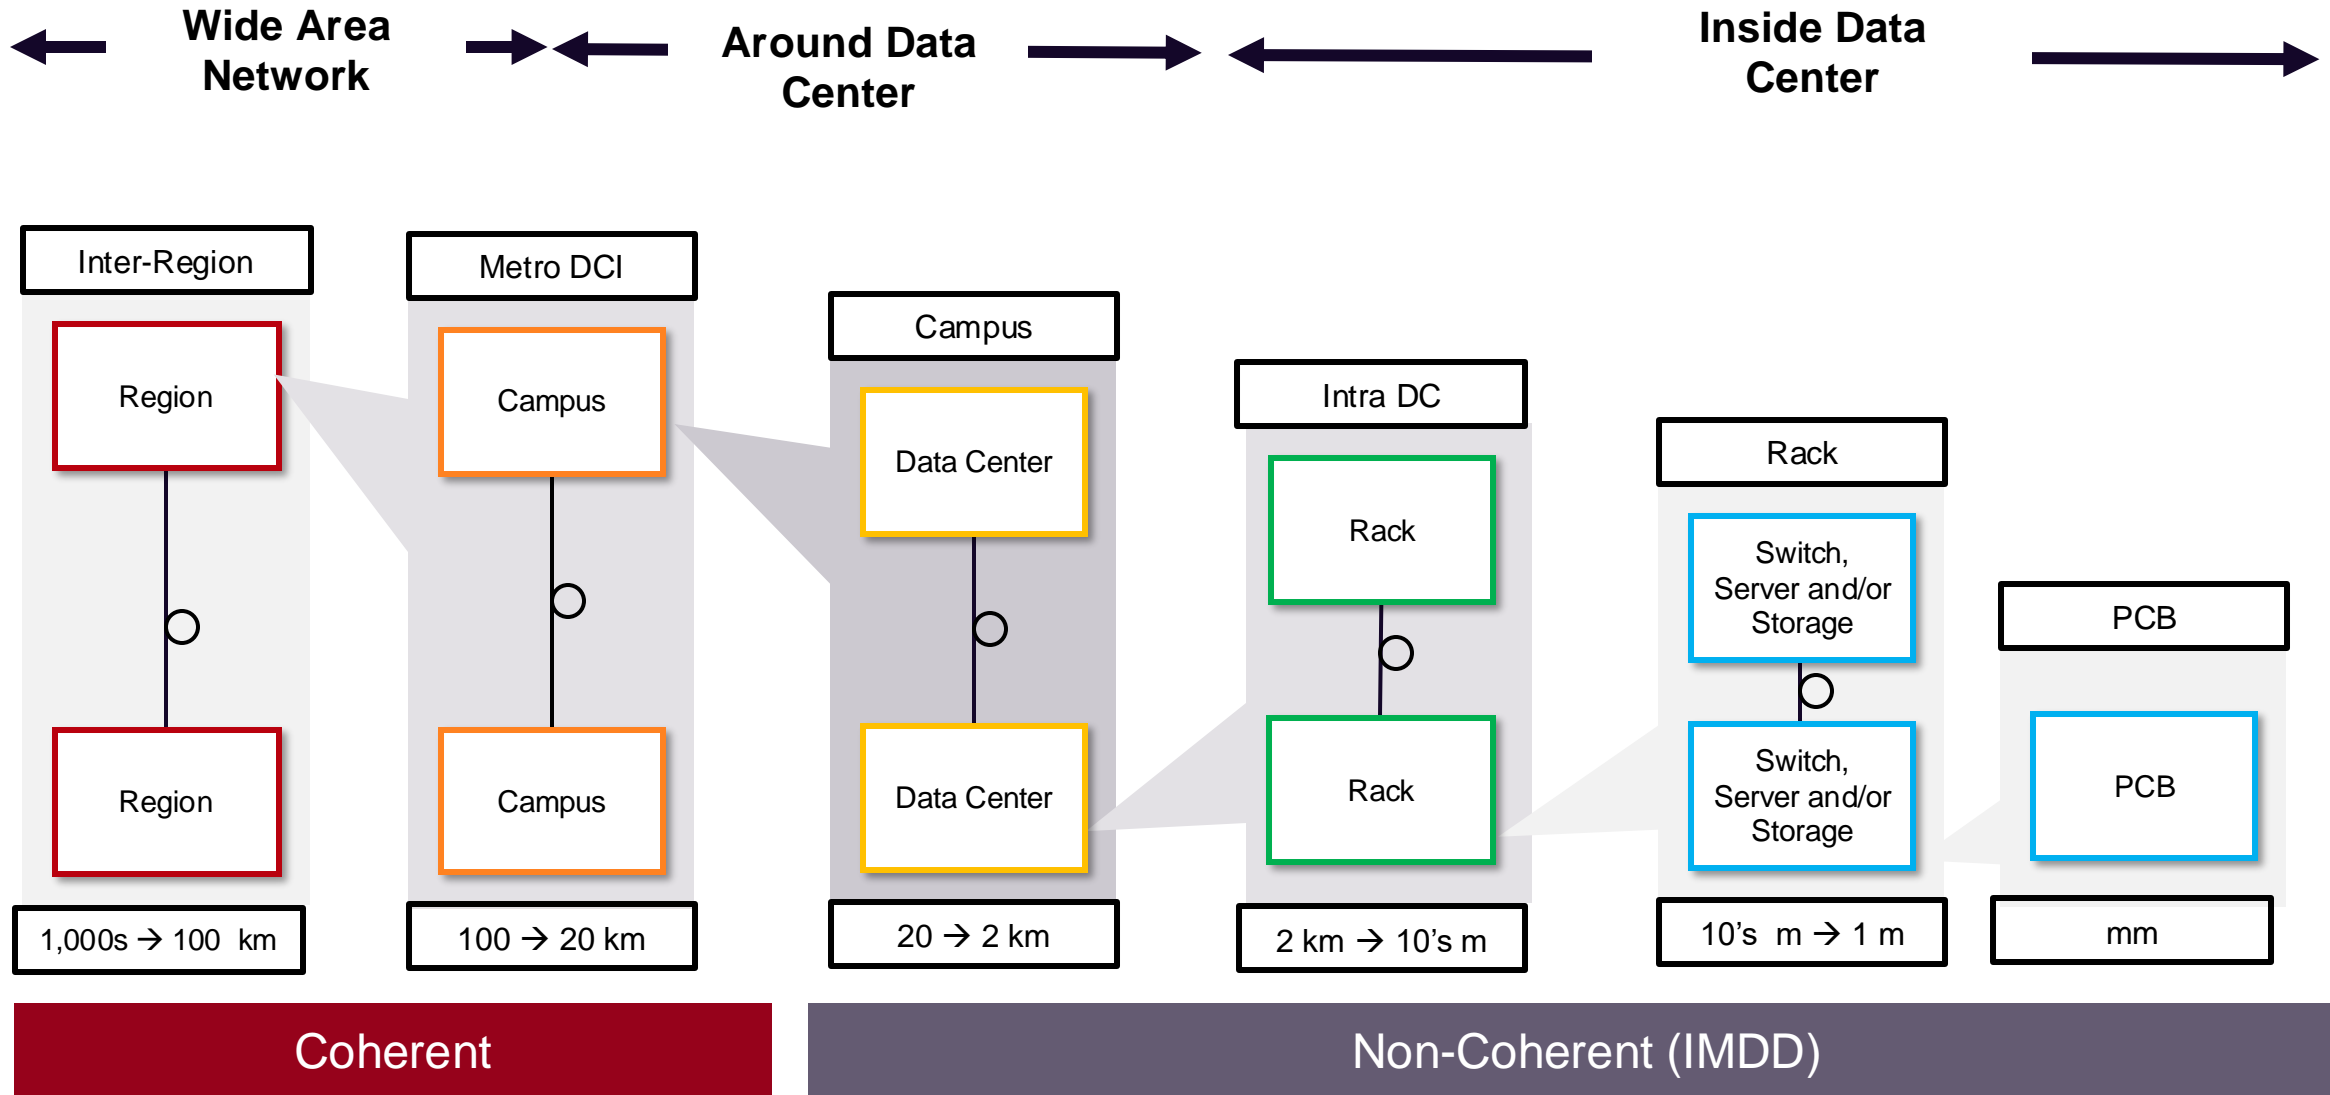 Wide Area
Network
Around Data
Center
Inside Data
Center
Inter-Region
Region
Region
1,000s → 100 km
Metro DCI
Campus
Campus
100 → 20 km
Campus
Data Center
Data Center
20 → 2 km
Intra DC
Rack
Rack
2 km → 10’s m
Rack
Switch,
Server and/or
Storage
Switch,
Server and/or
Storage
10’s m → 1 m
PCB
PCB
mm
Coherent
Non-Coherent (IMDD)